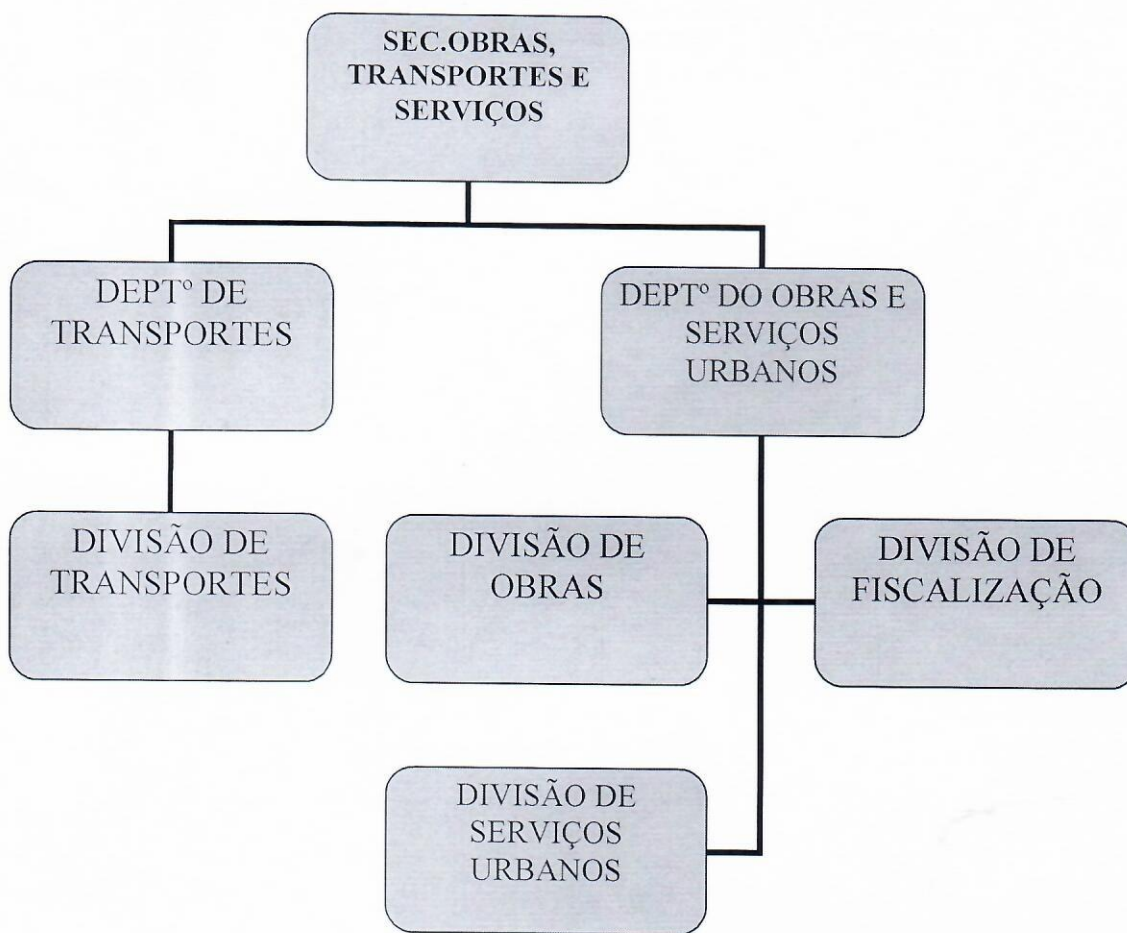 SEC.OBRAS,
TRANSPORTES E
SERVIÇOS
DEPTº DE
TRANSPORTES
DEPTº DO OBRAS E
SERVIÇOS
URBANOS
DIVISÃO DE
TRANSPORTES
DIVISÃO DE
OBRAS
DIVISÃO DE
FISCALIZAÇÃO
DIVISÃO DE
SERVIÇOS
URBANOS